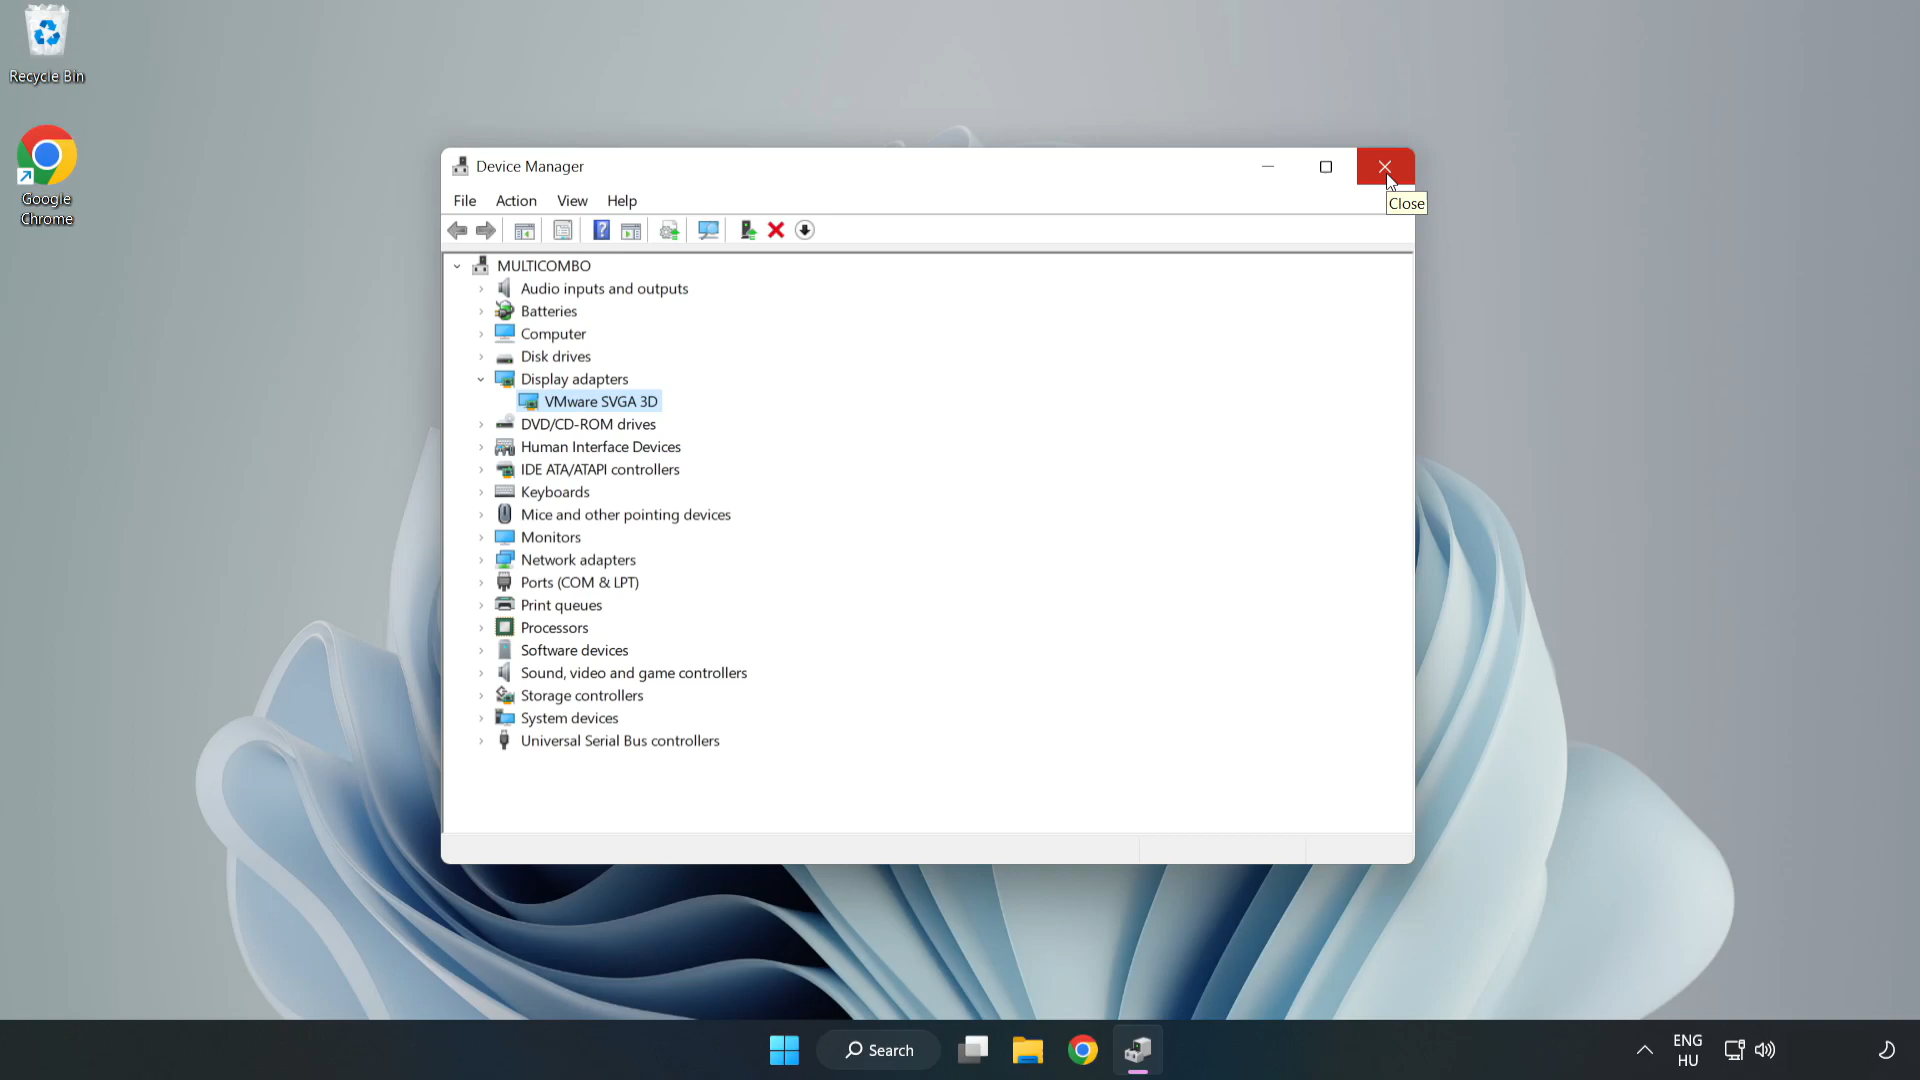 Recycle Bin
Google
Chrome
Device Manager
File Action View Help
Close
MULTICOMBO
Audio inputs and outputs
Batteries
Computer
Disk drives
Display adapters
VMware SVGA 3D
DVD/CD-ROM drives
Human Interface Devices
IDE ATA/ATAPI controllers
Keyboards
Mice and other pointing devices
Monitors
Network adapters
Ports (COM & LPT)
Print queues
Processors
Software devices
Sound, video and game controllers
Storage controllers
System devices
Universal Serial Bus controllers
Search
ENG
HU